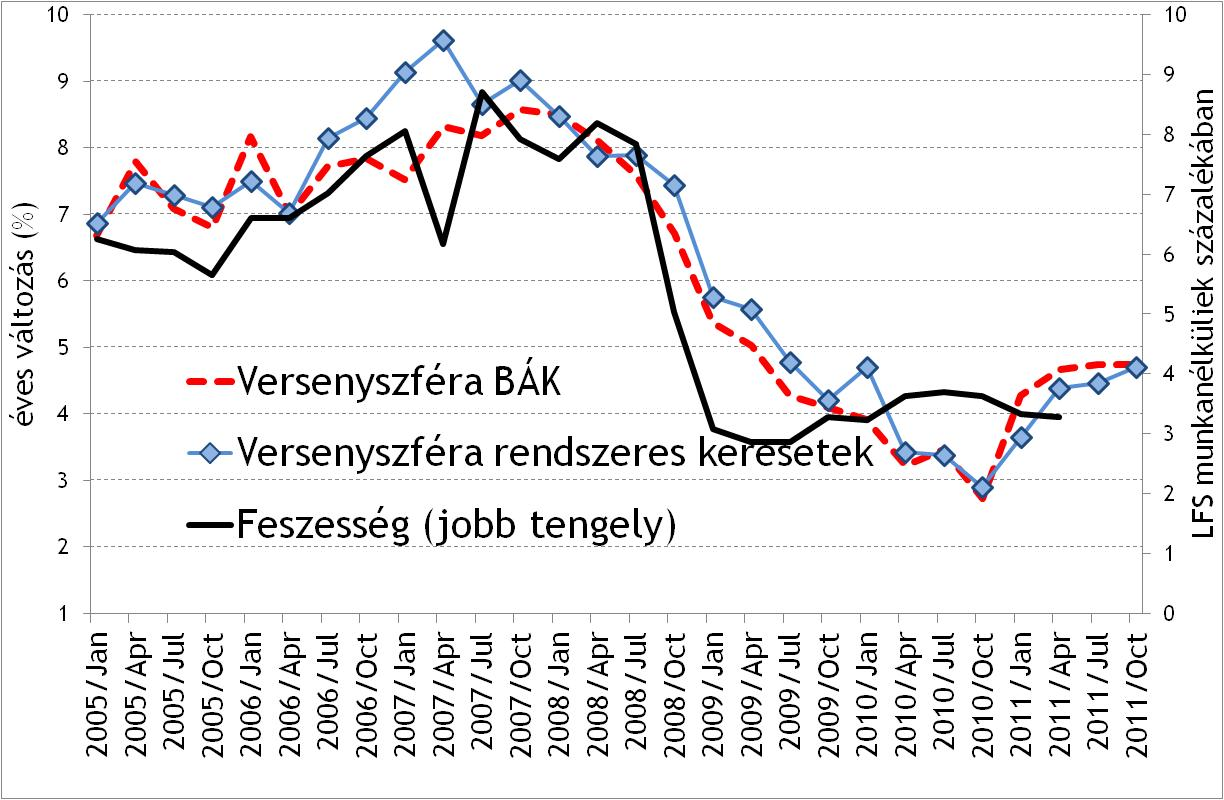 10
9
8
7
6
5
4
3
2
1
éves változás (%)
10
9
8
7
6
5
4
3
2
1
0
LFS munkanélküliek százalékában
Versenyszféra BÁK
Versenyszféra rendszeres keresetek
Feszesség (jobb tengely)
2005/Jan
2005/Apr
2005/Jul
2005/Oct
2006/Jan
2006/Apr
2006/Jul
2006/Oct
2007/Jan
2007/Apr
2007/Jul
2007/Oct
2008/Jan
2008/Apr
2008/Jul
2008/Oct
2009/Jan
2009/Apr
2009/Jul
2009/Oct
2010/Jan
2010/Apr
2010/Jul
2010/Oct
2011/Jan
2011/Apr
2011/Jul
2011/Oct